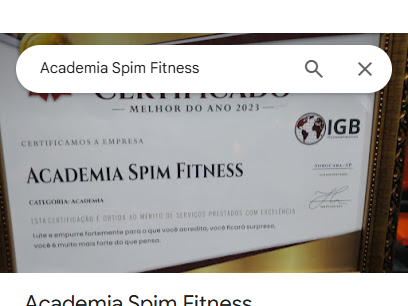 Academia Spim Fitness
CERTIFICADO
MELHOR DO ANO 2023
IGB
CERTIFICAMOS A EMPRESA
ACADEMIA SPIM FITNESS
SOROCABA - SP
CATEGORIA: ACADEMIA
ESTA CERTIFICAÇÃO É OBTIDA AO MÉRITO DE SERVIÇOS PRESTADOS COM EXCELÊNCIA
Lute e empurre fortemente para o que você acredita, você ficará surpreso,
você é muito mais forte do que pensa.
Academia Spim Fitness